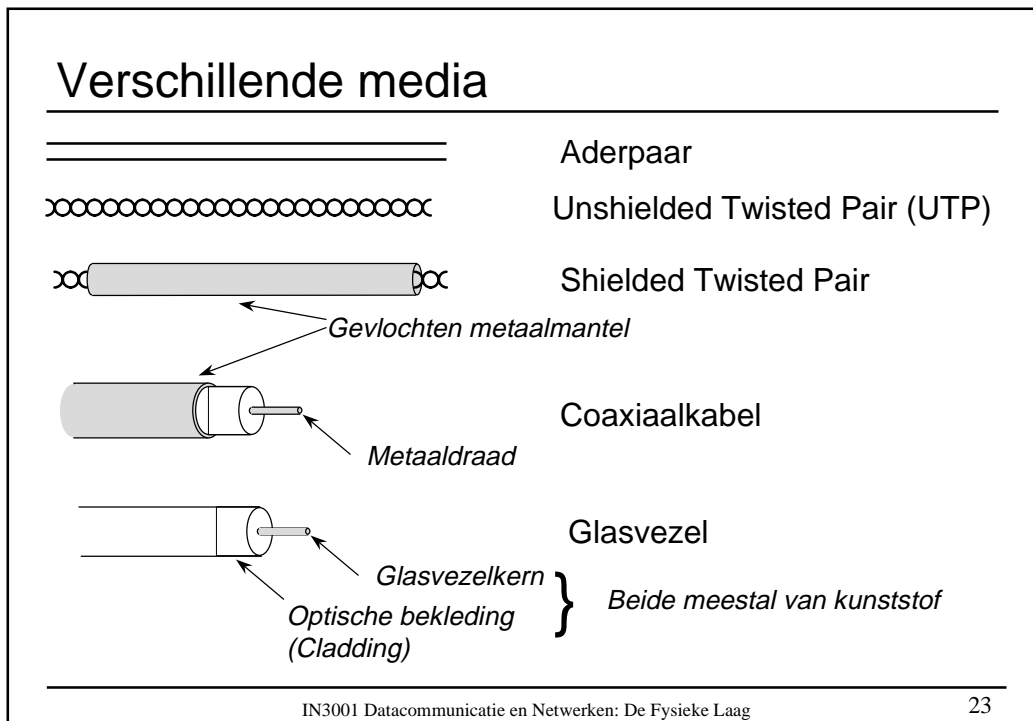 Verschillende media
Aderpaar
Unshielded Twisted Pair (UTP)
Shielded Twisted Pair
Gevlochten metaalmantel
Coaxiaalkabel
Metaaldraad
Glasvezel
Glasvezelkern
Optische bekleding
(Cladding)
} Beide meestal van kunststof
IN3001 Datacommunicatie en Netwerken: De Fysieke Laag 23